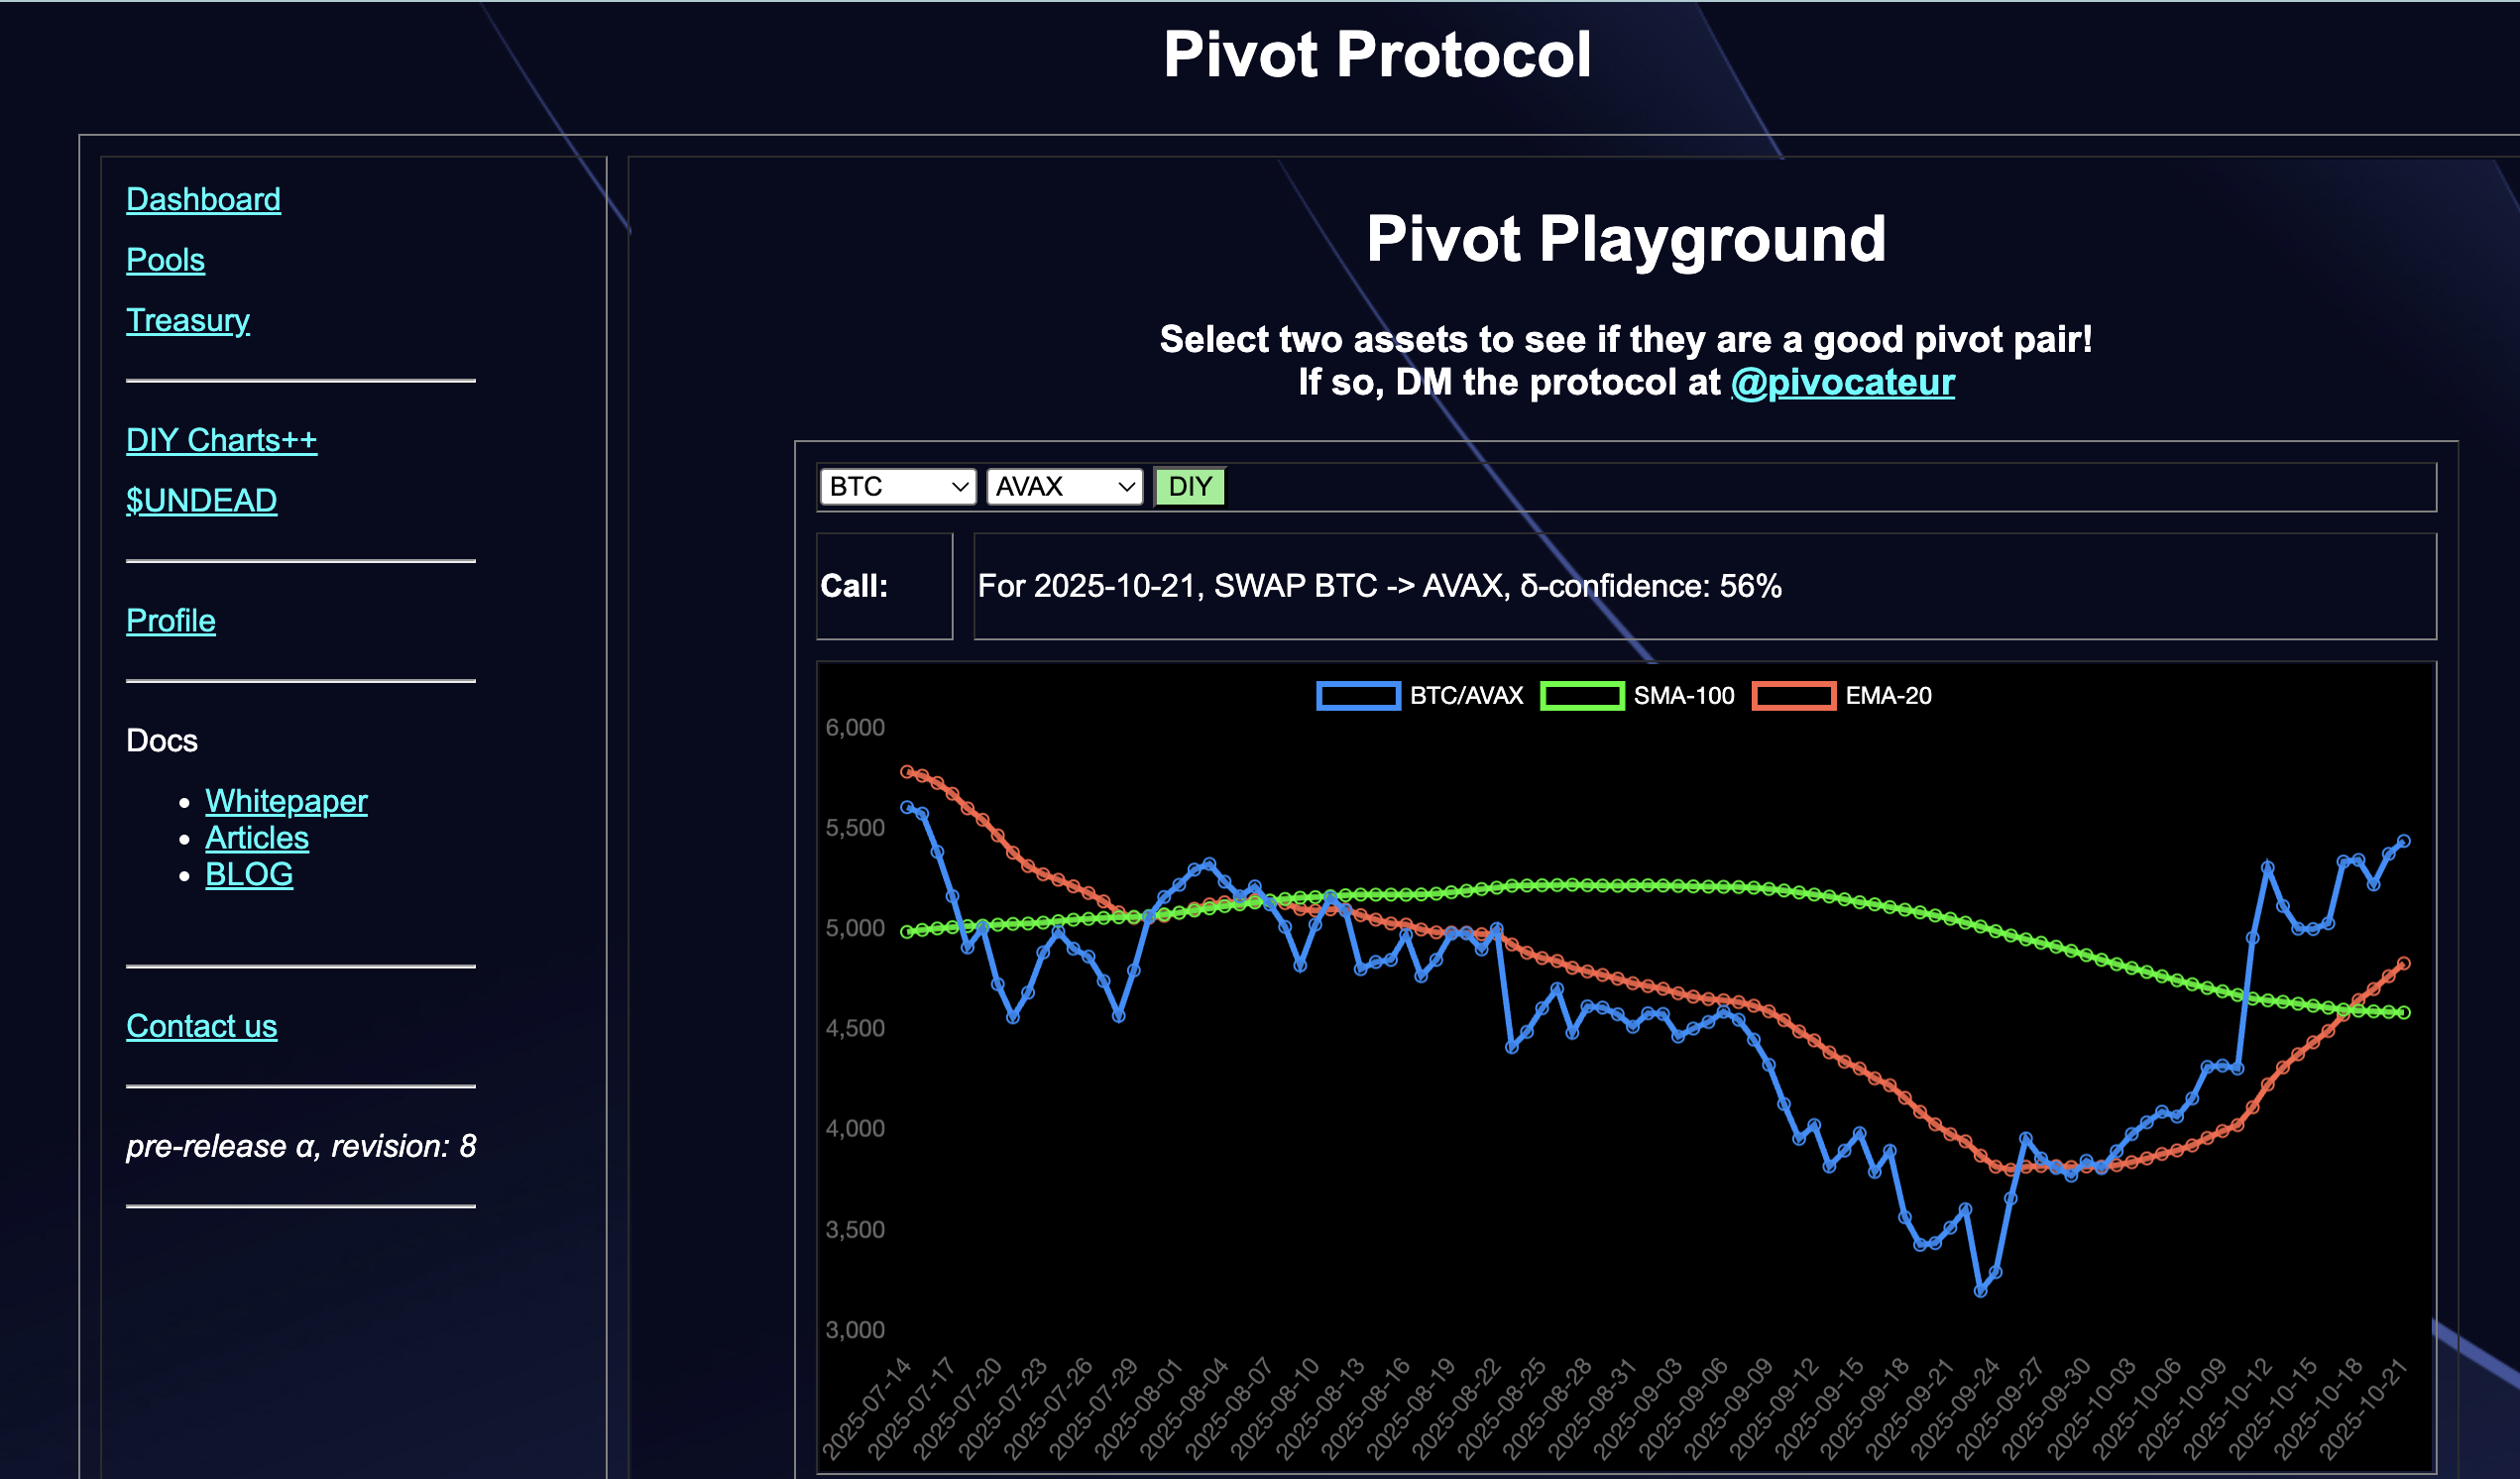 Pivot Protocol
Dashboard
Pools
Treasury
DIY Charts++
$UNDEAD
Profile
Docs
• Whitepaper
• Articles
• BLOG
Contact us
pre-release α, revision: 8
Pivot Playground
Select two assets to see if they are a good pivot pair!
If so, DM the protocol at @pivocateur
BTC AVAX DIY
Call: For 2025-10-21, SWAP BTC -> AVAX, δ-confidence: 56%
BTC/AVAX SMA-100 EMA-20
6,000
5,500
5,000
4,500
4,000
3,500
3,000
2025-07-14
2025-07-17
2025-07-20
2025-07-23
2025-07-26
2025-07-29
2025-08-01
2025-08-04
2025-08-07
2025-08-10
2025-08-13
2025-08-16
2025-08-19
2025-08-22
2025-08-25
2025-08-28
2025-08-31
2025-09-03
2025-09-06
2025-09-09
2025-09-12
2025-09-15
2025-09-18
2025-09-21
2025-09-24
2025-09-27
2025-09-30
2025-10-03
2025-10-06
2025-10-09
2025-10-12
2025-10-15
2025-10-18
2025-10-21